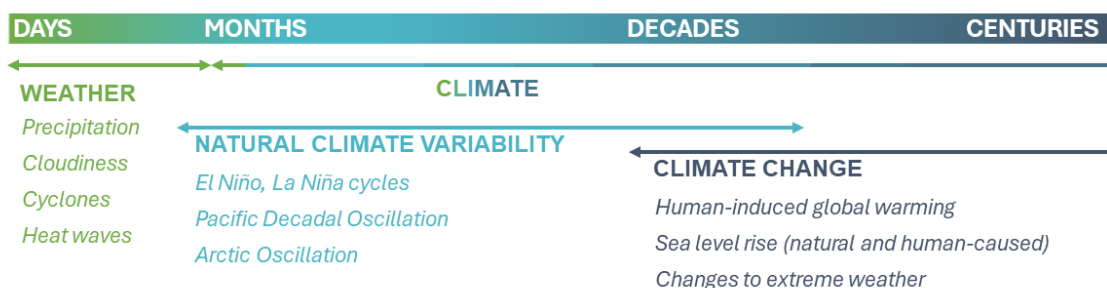 DAYS MONTHS DECADES CENTURIES
WEATHER
Precipitation
Cloudiness
Cyclones
Heat waves
CLIMATE
NATURAL CLIMATE VARIABILITY
El Niño, La Niña cycles
Pacific Decadal Oscillation
Arctic Oscillation
CLIMATE CHANGE
Human-induced global warming
Sea level rise (natural and human-caused)
Changes to extreme weather